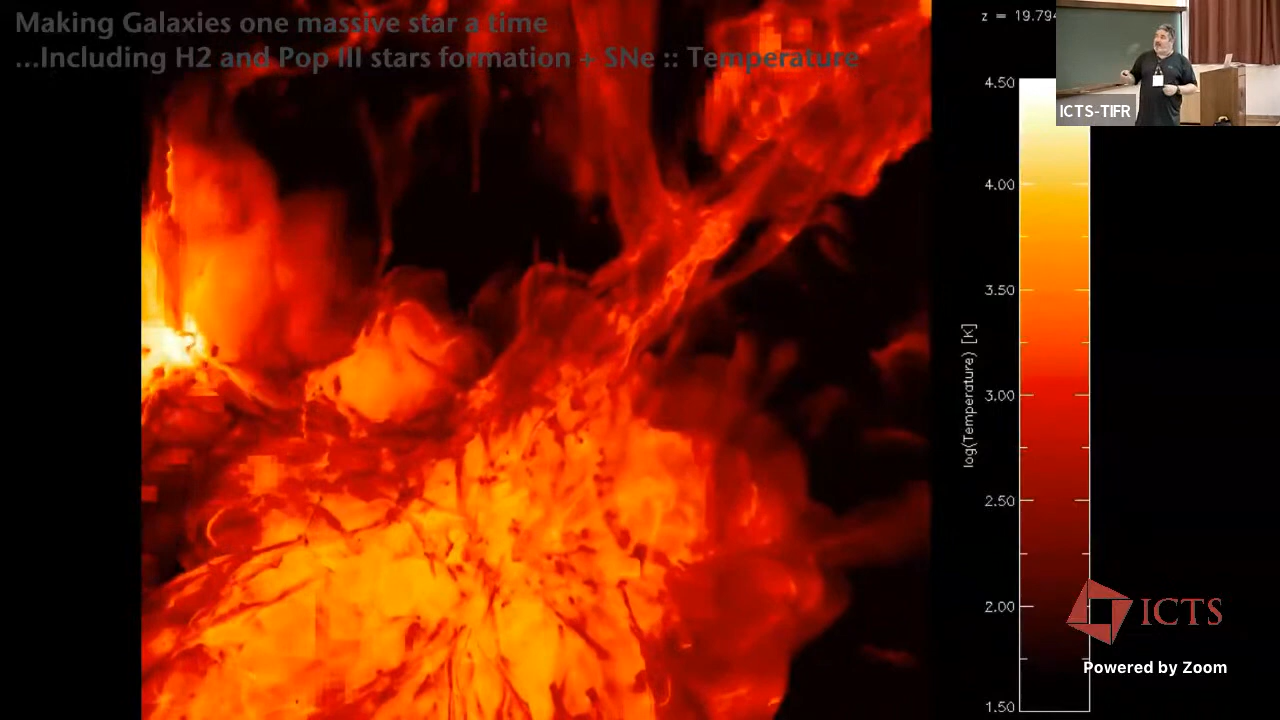 Making Galaxies one massive star a time
...Including H2 and Pop III stars formation + SNe :: Temperature
z = 19.794
ICTS-TIFR
4.50
4.00
3.50
3.00
2.50
2.00
1.50
log(Temperature) [K]
ICTS
Powered by Zoom